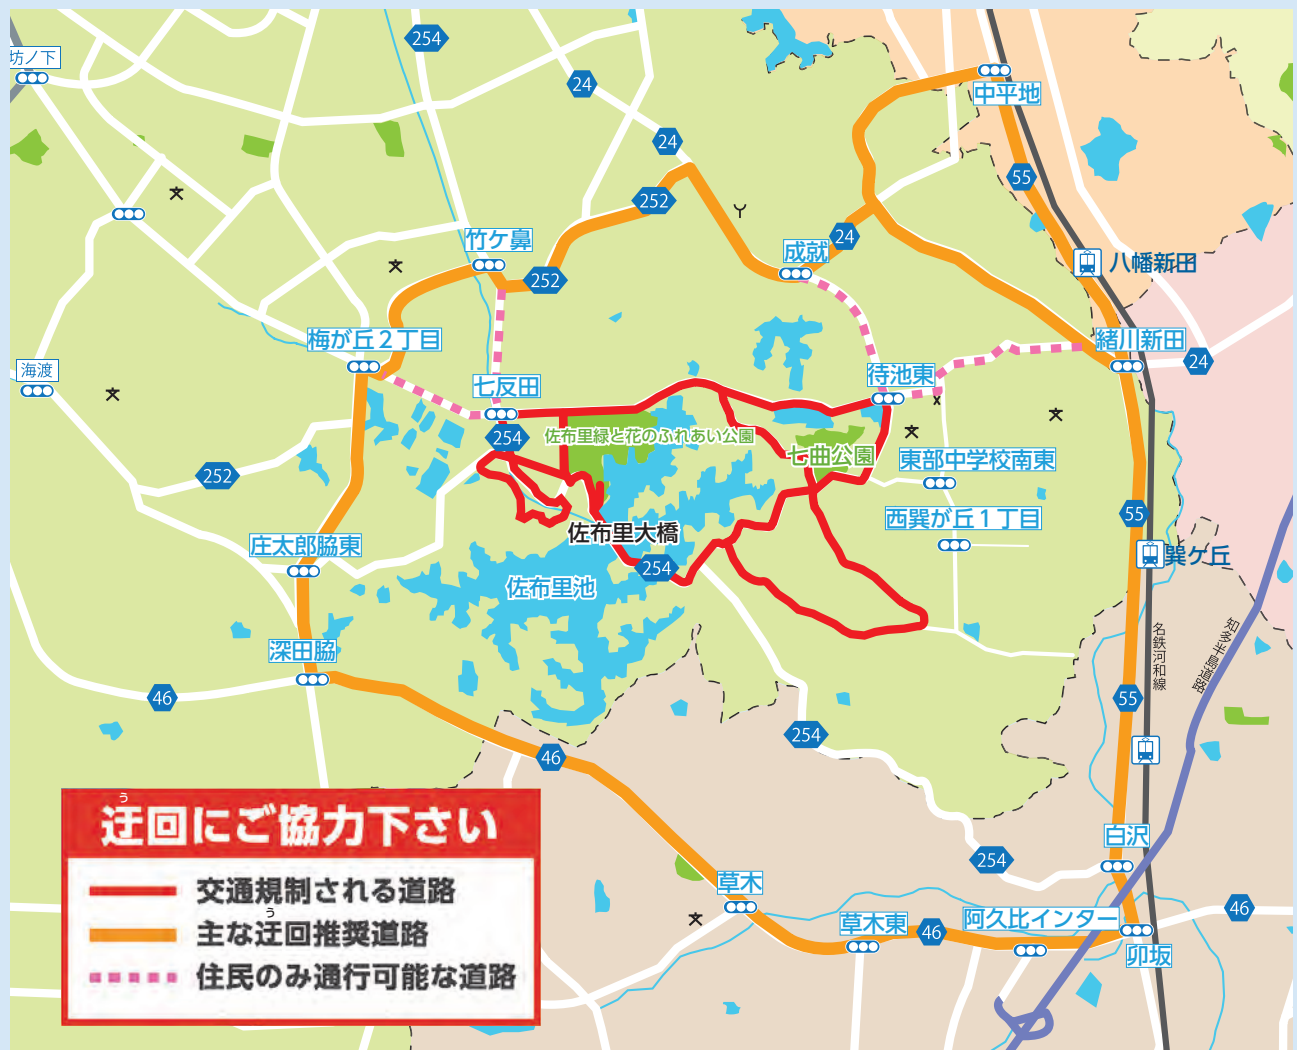 254
坊ノ下
24
中平地
24
55
252
竹ケ鼻
24
成就
八幡新田
252
梅が丘２丁目
緒川新田
24
海渡
七反田
待池東
254
佐布里緑と花のふれあい公園
七曲公園
東部中学校南東
252
55
西巽が丘１丁目
佐布里大橋
庄太郎脇東
巽ケ丘
254
佐布里池
深田脇
名鉄河和線
知多半島道路
46
55
254
46
う
迂回にご協力下さい
交通規制される道路
う
主な迂回推奨道路
住民のみ通行可能な道路
白沢
254
草木
46
草木東
46
阿久比インター
卯坂